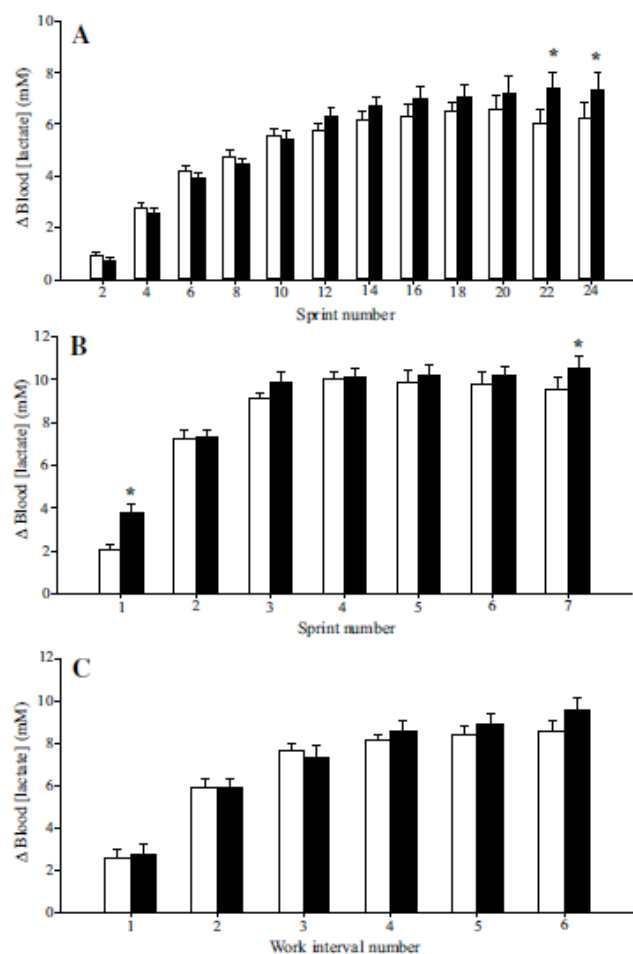 A
Δ Blood [lactate] (mM)
10
8
6
4
2
0
* *
2 4 6 8 10 12 14 16 18 20 22 24
Sprint number
B
Δ Blood [lactate] (mM)
12
10
8
6
4
2
0
* *
1 2 3 4 5 6 7
Sprint number
C
Δ Blood [lactate] (mM)
12
10
8
6
4
2
0
1 2 3 4 5 6
Work interval number